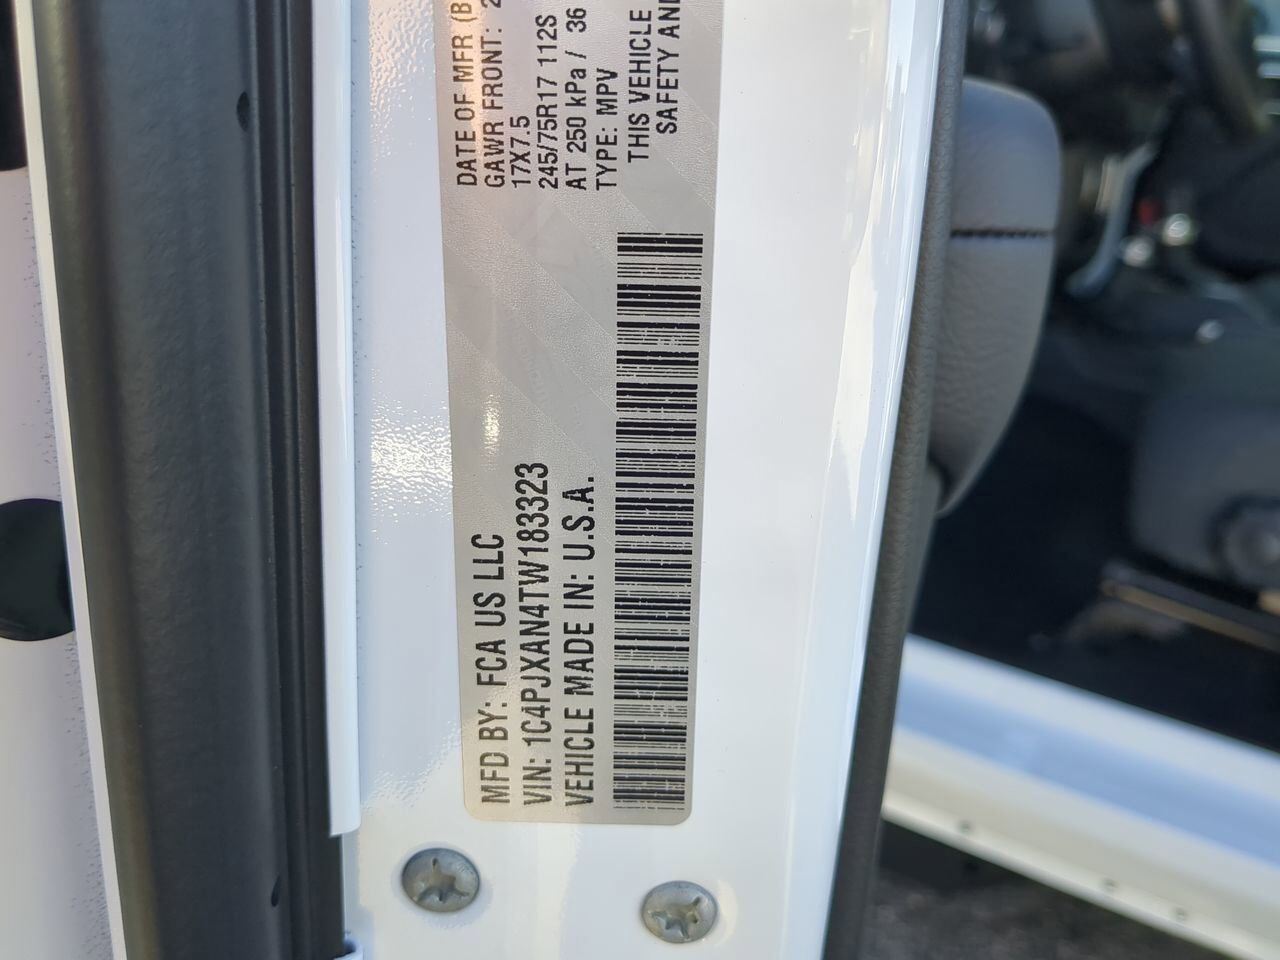 MFD BY: FCA US LLC
VIN: 1C4PJXAN4TW183323
VEHICLE MADE IN: U.S.A.
DATE OF MFR (B
GAWR FRONT: 2
17X7.5
245/75R17 112S
AT 250 kPa / 36
TYPE: MPV
THIS VEHICLE
SAFETY AND